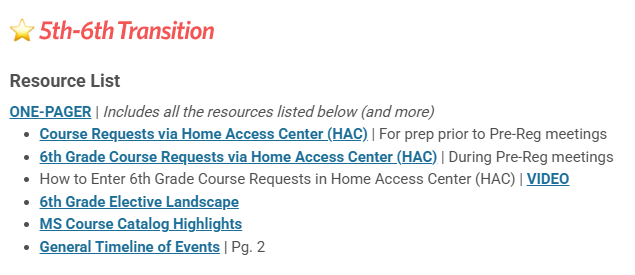 5th-6th Transition
Resource List
ONE-PAGER | Includes all the resources listed below (and more)
Course Requests via Home Access Center (HAC) | For prep prior to Pre-Reg meetings
6th Grade Course Requests via Home Access Center (HAC) | During Pre-Reg meetings
How to Enter 6th Grade Course Requests in Home Access Center (HAC) | VIDEO
6th Grade Elective Landscape
MS Course Catalog Highlights
General Timeline of Events | Pg. 2